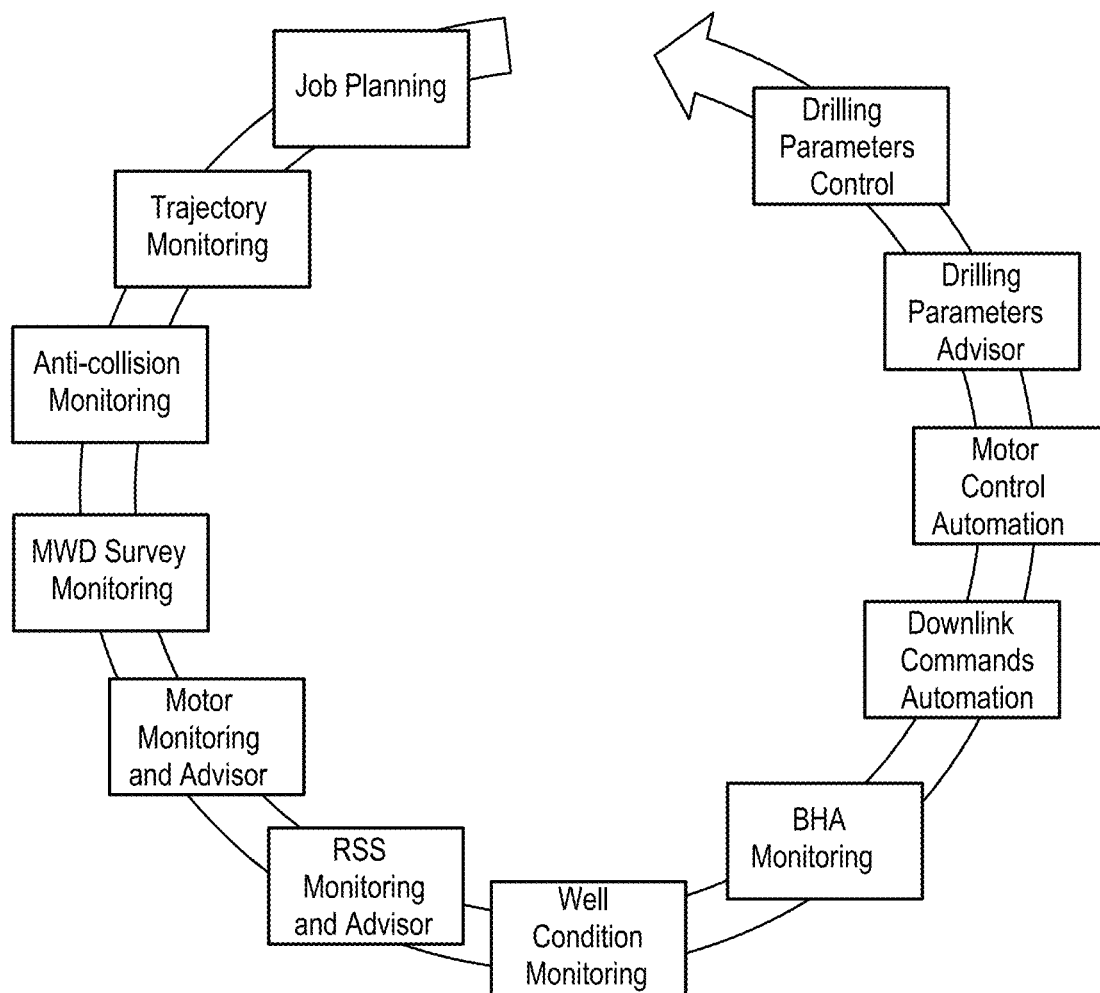 Job Planning
Trajectory
Monitoring
Anti-collision
Monitoring
MWD Survey
Monitoring
Motor
Monitoring
and Advisor
RSS
Monitoring
and Advisor
Well
Condition
Monitoring
BHA
Monitoring
Downlink
Commands
Automation
Motor
Control
Automation
Drilling
Parameters
Advisor
Drilling
Parameters
Control